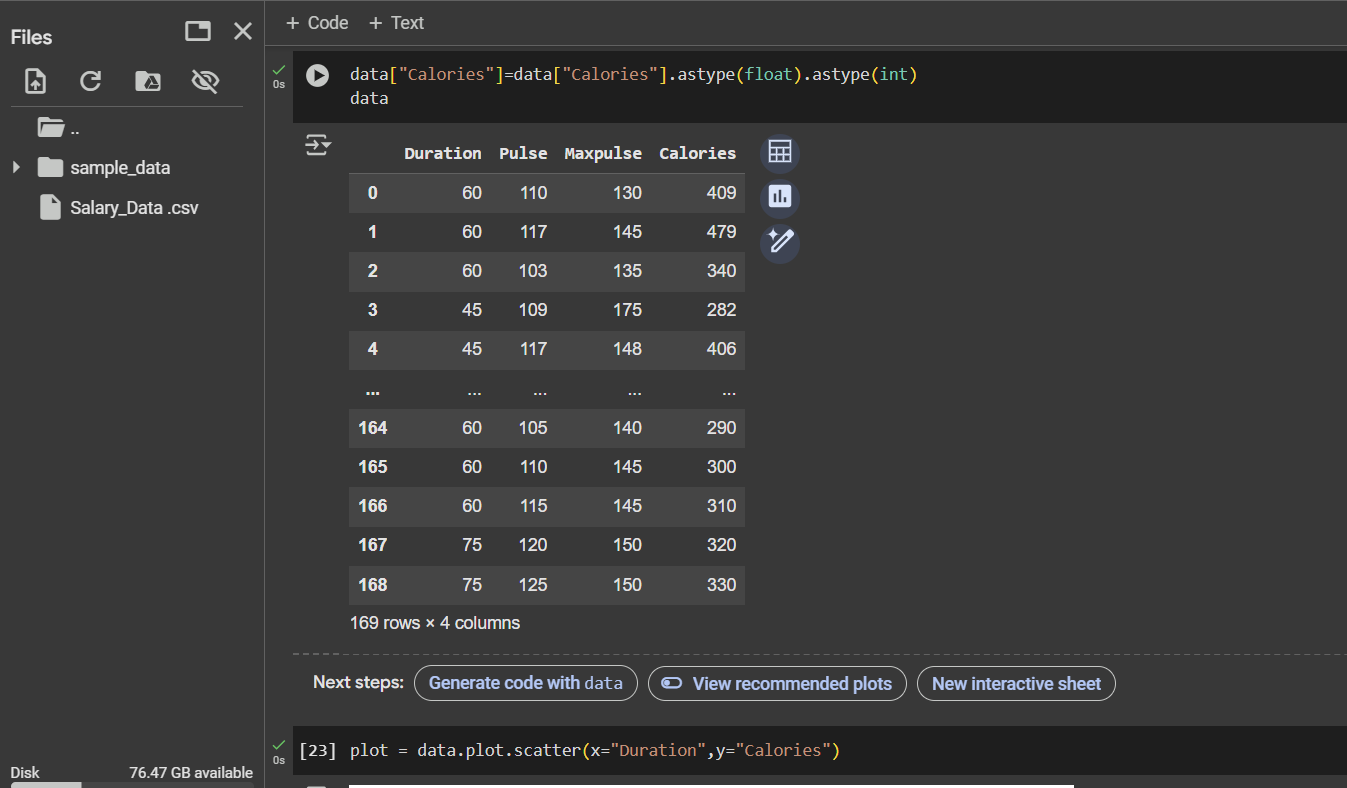 Files
..
sample_data
Salary_Data .csv
Disk 76.47 GB available
+ Code + Text
0s
data["Calories"]=data["Calories"].astype(float).astype(int)
data
Duration Pulse Maxpulse Calories
0 60 110 130 409
1 60 117 145 479
2 60 103 135 340
3 45 109 175 282
4 45 117 148 406
... ... ... ... ...
164 60 105 140 290
165 60 110 145 300
166 60 115 145 310
167 75 120 150 320
168 75 125 150 330
169 rows × 4 columns
Next steps: Generate code with data View recommended plots New interactive sheet
0s
[23] plot = data.plot.scatter(x="Duration",y="Calories")